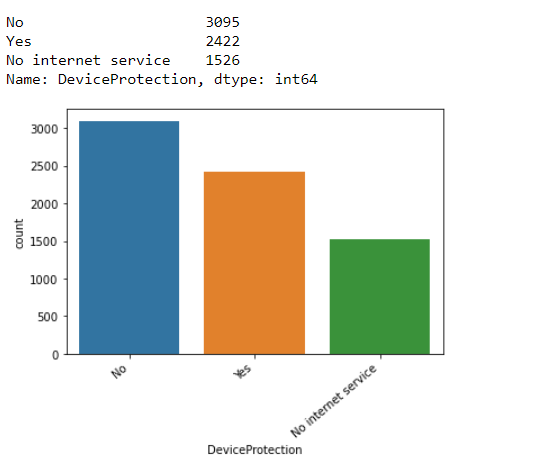 No 3095
Yes 2422
No internet service 1526
Name: DeviceProtection, dtype: int64
3000
2500
2000
1500
1000
500
0
count
No
Yes
No internet service
DeviceProtection